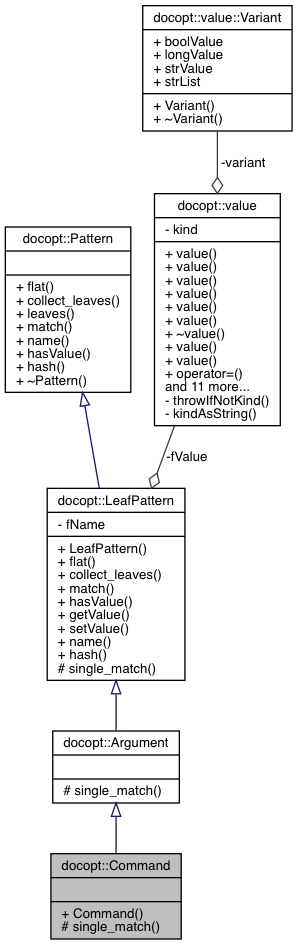 docopt::value::Variant
+ boolValue
+ longValue
+ strValue
+ strList
+ Variant()
+ ~Variant()
-variant
docopt::value
- kind
+ value()
+ value()
+ value()
+ value()
+ value()
+ value()
+ ~value()
+ value()
+ value()
+ operator=()
and 11 more...
- throwIfNotKind()
- kindAsString()
docopt::Pattern
+ flat()
+ collect_leaves()
+ leaves()
+ match()
+ name()
+ hasValue()
+ hash()
+ ~Pattern()
-fValue
docopt::LeafPattern
- fName
+ LeafPattern()
+ flat()
+ collect_leaves()
+ match()
+ hasValue()
+ getValue()
+ setValue()
+ name()
+ hash()
# single_match()
docopt::Argument
# single_match()
docopt::Command
+ Command()
# single_match()